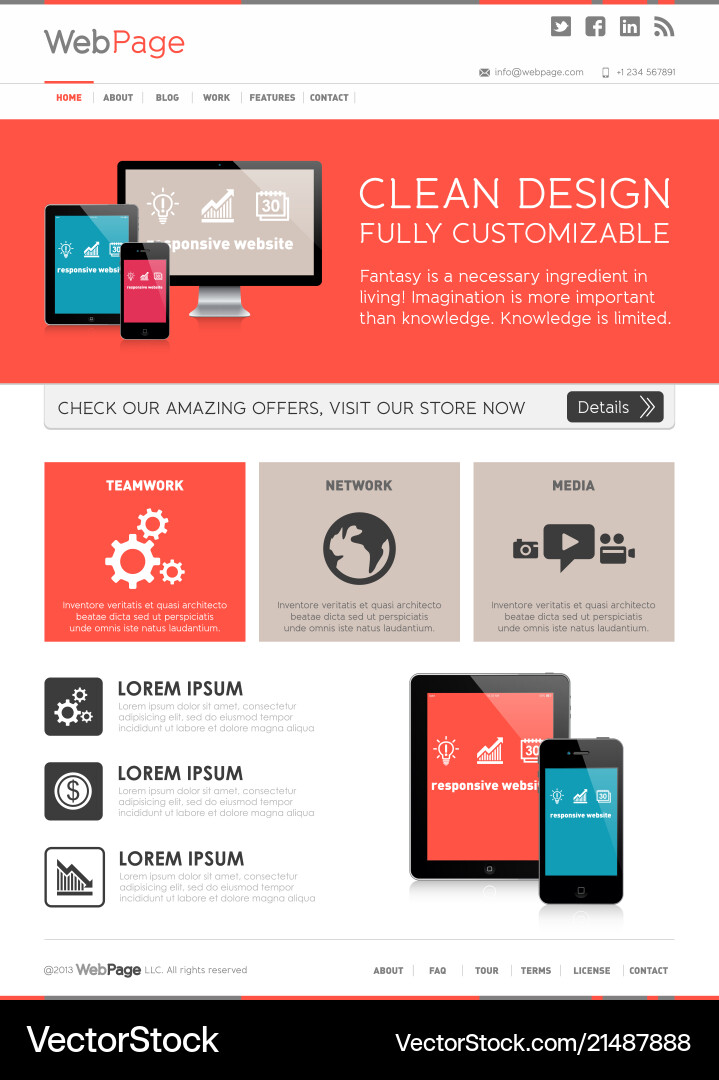 WebPage
info@webpage.com
+1 234 567891
HOME
ABOUT
BLOG
WORK
FEATURES
CONTACT
30
responsive website
30
responsive websi
30
responsive website
CLEAN DESIGN
FULLY CUSTOMIZABLE
Fantasy is a necessary ingredient in
living! Imagination is more important
than knowledge. Knowledge is limited.
CHECK OUR AMAZING OFFERS, VISIT OUR STORE NOW
Details
TEAMWORK
Inventore veritatis et quasi architecto
beatae dicta sed ut perspiciatis
unde omnis iste natus laudantium.
NETWORK
Inventore veritatis et quasi architecto
beatae dicta sed ut perspiciatis
unde omnis iste natus laudantium.
MEDIA
Inventore veritatis et quasi architecto
beatae dicta sed ut perspiciatis
unde omnis iste natus laudantium.
LOREM IPSUM
Lorem ipsum dolor sit amet, consectetur
adipisicing elit, sed do eiusmod tempor
incididunt ut labore et dolore magna aliqua
$
LOREM IPSUM
Lorem ipsum dolor sit amet, consectetur
adipisicing elit, sed do eiusmod tempor
incididunt ut labore et dolore magna aliqua
LOREM IPSUM
Lorem ipsum dolor sit amet, consectetur
adipisicing elit, sed do eiusmod tempor
incididunt ut labore et dolore magna aliqua
30
responsive websi
30
responsive website
@2013 WebPage LLC. All rights reserved
ABOUT
FAQ
TOUR
TERMS
LICENSE
CONTACT
VectorStock
VectorStock.com/21487888